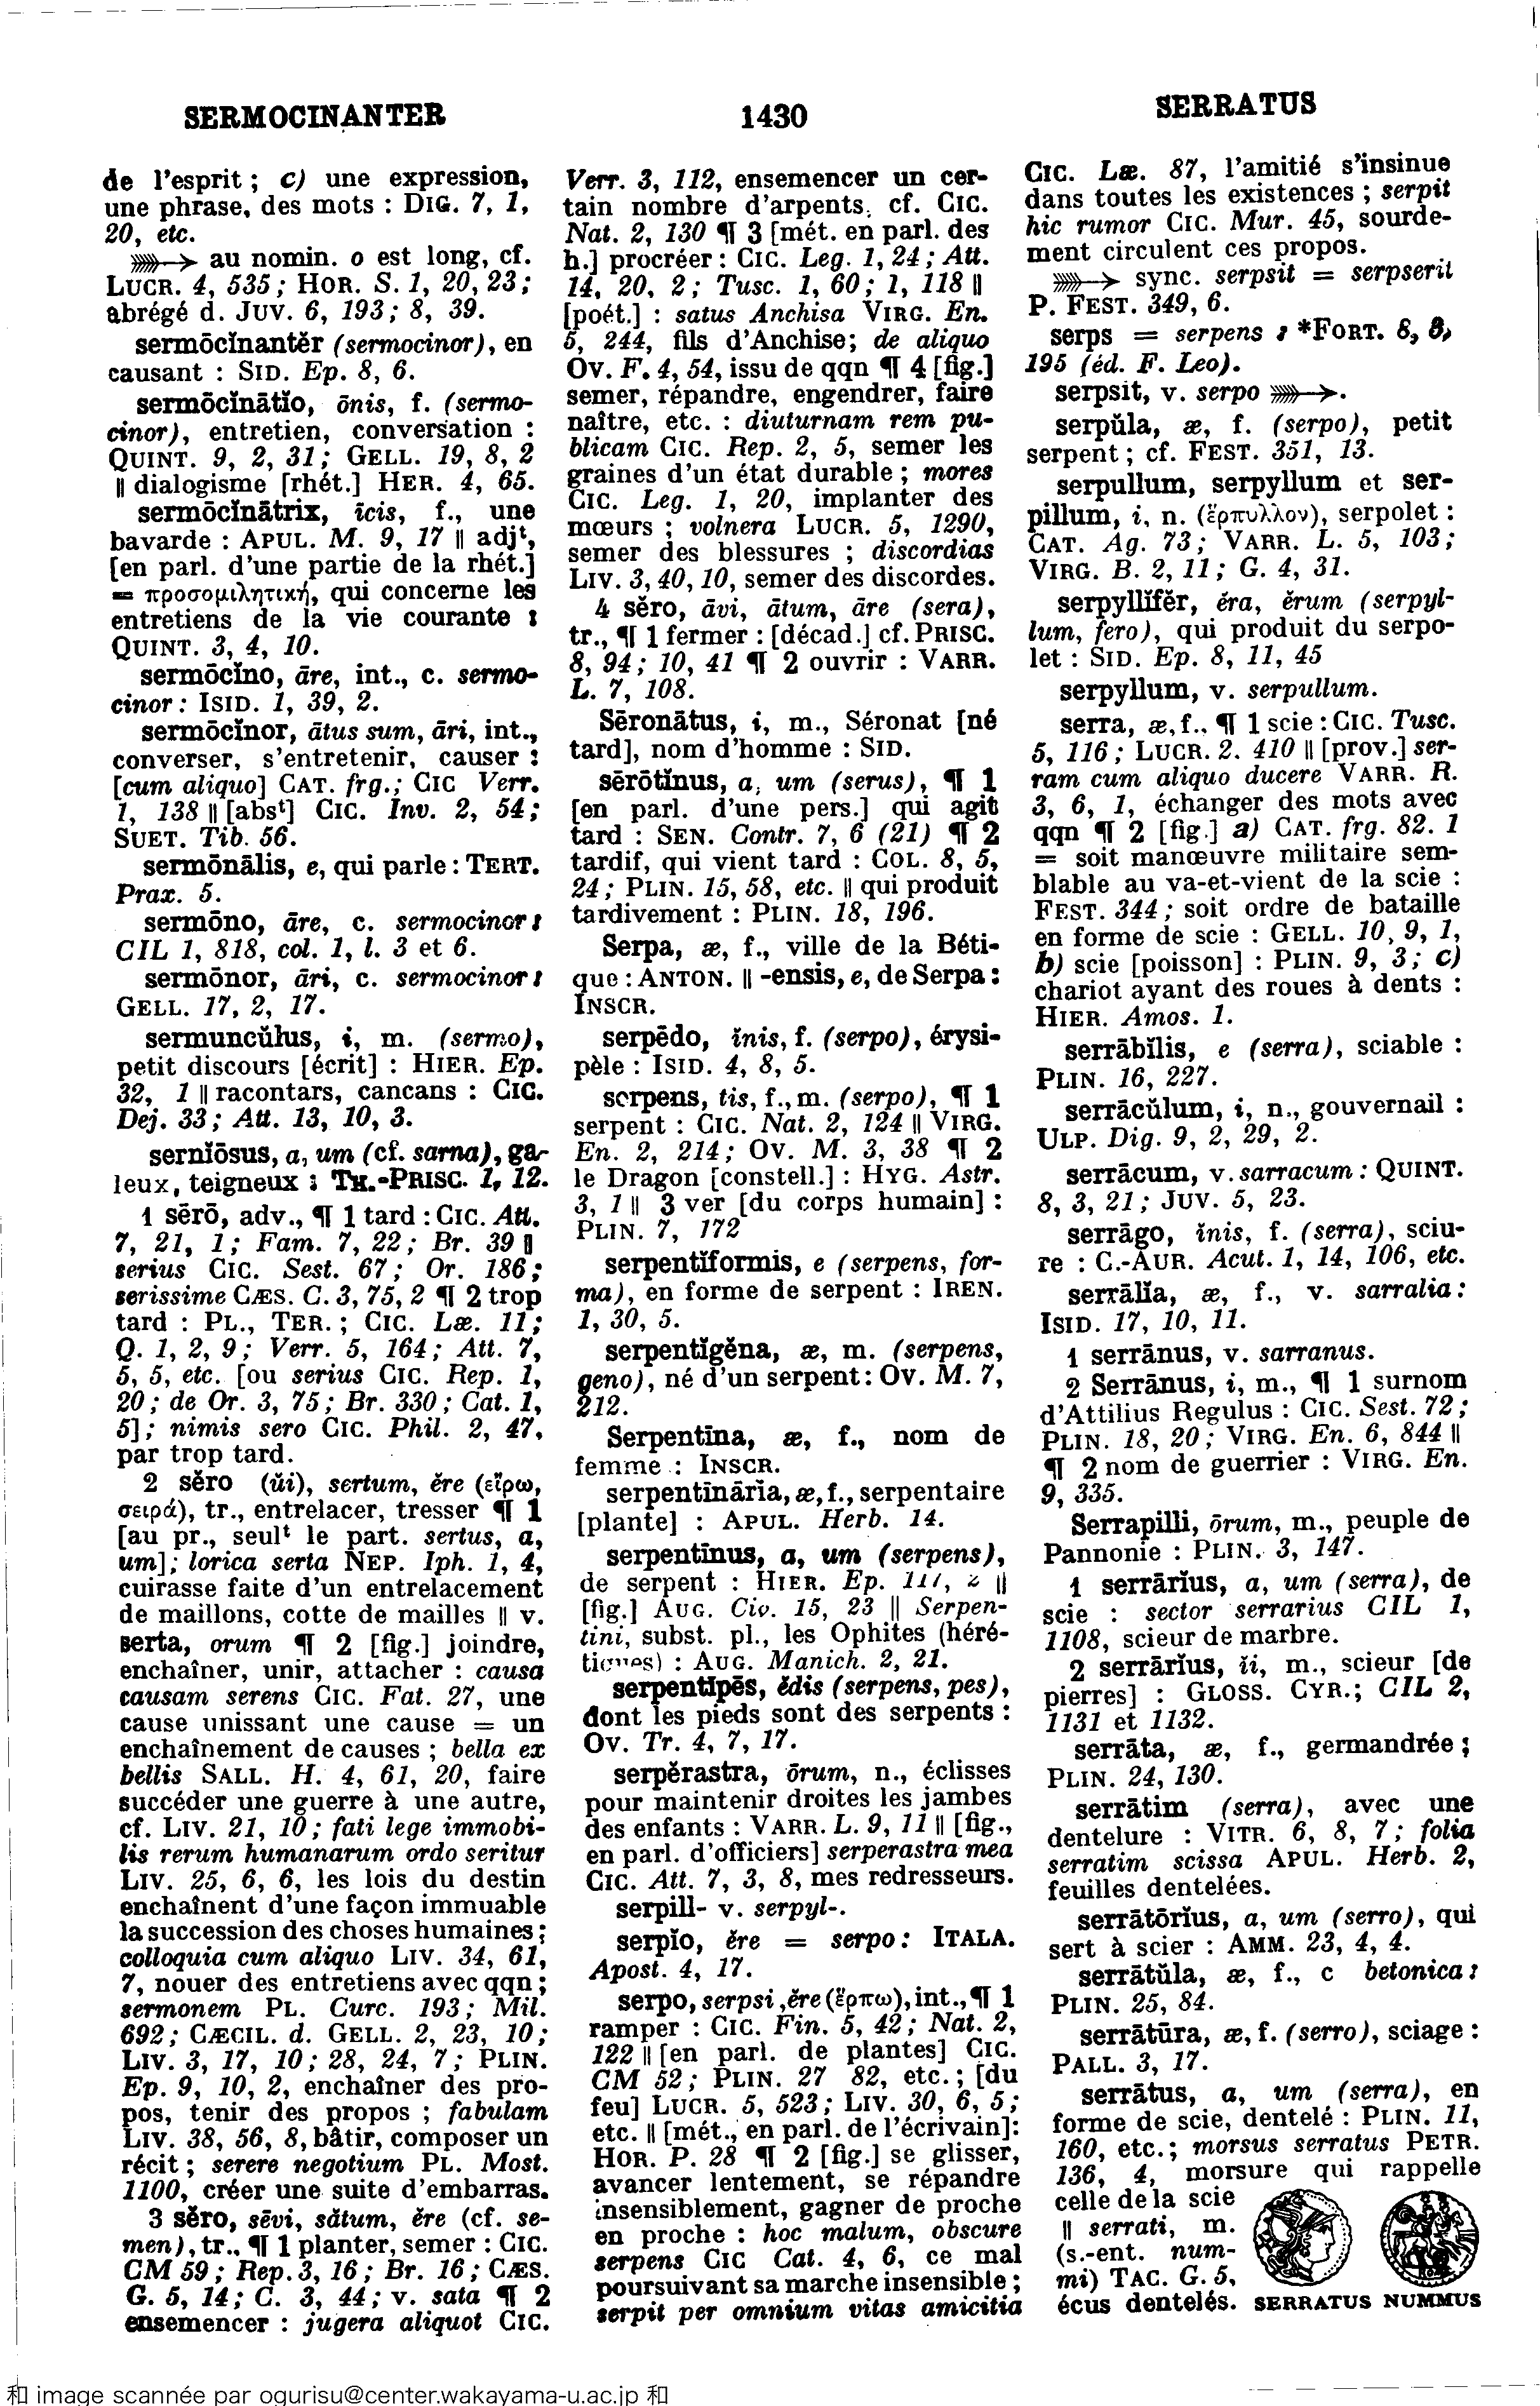 SERMOCINANTER
1430
SERRATUS
de l'esprit ; c) une expression,
une phrase, des mots : DIG. 7, 1,
20, etc.
au nomin. o est long, cf.
LUCR. 4, 535 ; HOR. S. 1, 20, 23 ;
abrégé d. JUV. 6, 193 ; 8, 39.
sermōcĭnantĕr (sermocinor), en
causant : SID. Ep. 8, 6.
sermōcĭnātĭo, ōnis, f. (sermo-
cinor), entretien, conversation :
QUINT. 9, 2, 31 ; GELL. 19, 8, 2
|| dialogisme [rhét.] HER. 4, 65.
sermōcĭnātrix, īcis, f., une
bavarde : APUL. M. 9, 17 || adjt,
[en parl. d'une partie de la rhét.]
= προσομιλητική, qui concerne les
entretiens de la vie courante :
QUINT. 3, 4, 10.
sermōcĭno, āre, int., c. sermo-
cinor : ISID. 1, 39, 2.
sermōcĭnor, ātus sum, āri, int.,
converser, s'entretenir, causer :
[cum aliquo] CAT. frg.; CIC Verr.
1, 138 || [abst] CIC. Inv. 2, 54 ;
SUET. Tib. 56.
sermōnālis, e, qui parle : TERT.
Prax. 5.
sermōno, āre, c. sermocinor :
CIL 1, 818, col. 1, l. 3 et 6.
sermōnor, āri, c. sermocinor :
GELL. 17, 2, 17.
sermuncŭlus, i, m. (sermo),
petit discours [écrit] : HIER. Ep.
32, 1 || racontars, cancans : CIC.
Dej. 33 ; Att. 13, 10, 3.
sernĭōsus, a, um (cf. sarna), ga-
leux, teigneux : TH.-PRISC. 1, 12.
1 sērō, adv., ¶ 1 tard : CIC. Att.
7, 21, 1 ; Fam. 7, 22 ; Br. 39 ||
serius CIC. Sest. 67 ; Or. 186 ;
serissime CÆS. C. 3, 75, 2 ¶ 2 trop
tard : PL., TER. ; CIC. Læ. 11 ;
Q. 1, 2, 9 ; Verr. 5, 164 ; Att. 7,
5, 5, etc. [ou serius CIC. Rep. 1,
20 ; de Or. 3, 75 ; Br. 330 ; Cat. 1,
5] ; nimis sero CIC. Phil. 2, 47,
par trop tard.
2 sĕro (ŭi), sertum, ĕre (εἴρω,
σειρά), tr., entrelacer, tresser ¶ 1
[au pr., seult le part. sertus, a,
um] ; lorica serta NEP. Iph. 1, 4,
cuirasse faite d'un entrelacement
de maillons, cotte de mailles || v.
serta, orum ¶ 2 [fig.] joindre,
enchaîner, unir, attacher : causa
causam serens CIC. Fat. 27, une
cause unissant une cause = un
enchaînement de causes ; bella ex
bellis SALL. H. 4, 61, 20, faire
succéder une guerre à une autre,
cf. LIV. 21, 10 ; fati lege immobi-
lis rerum humanarum ordo seritur
LIV. 25, 6, 6, les lois du destin
enchaînent d'une façon immuable
la succession des choses humaines ;
colloquia cum aliquo LIV. 34, 61,
7, nouer des entretiens avec qqn ;
sermonem PL. Curc. 193 ; Mil.
692 ; CÆCIL. d. GELL. 2, 23, 10 ;
LIV. 3, 17, 10 ; 28, 24, 7 ; PLIN.
Ep. 9, 10, 2, enchaîner des pro-
pos, tenir des propos ; fabulam
LIV. 38, 56, 8, bâtir, composer un
récit ; serere negotium PL. Most.
1100, créer une suite d'embarras.
3 sĕro, sēvi, sătum, ĕre (cf. se-
men), tr., ¶ 1 planter, semer : CIC.
CM 59 ; Rep. 3, 16 ; Br. 16 ; CÆS.
G. 5, 14 ; C. 3, 44 ; v. sata ¶ 2
ensemencer : jugera aliquot CIC.
Verr. 3, 112, ensemencer un cer-
tain nombre d'arpents, cf. CIC.
Nat. 2, 130 ¶ 3 [mét. en parl. des
h.] procréer : CIC. Leg. 1, 24 ; Att.
14, 20, 2 ; Tusc. 1, 60 ; 1, 118 ||
[poét.] : satus Anchisa VIRG. En.
5, 244, fils d'Anchise ; de aliquo
OV. F. 4, 54, issu de qqn ¶ 4 [fig.]
semer, répandre, engendrer, faire
naître, etc. : diuturnam rem pu-
blicam CIC. Rep. 2, 5, semer les
graines d'un état durable ; mores
CIC. Leg. 1, 20, implanter des
mœurs ; volnera LUCR. 5, 1290,
semer des blessures ; discordias
LIV. 3, 40, 10, semer des discordes.
4 sĕro, āvi, ātum, āre (sera),
tr., ¶ 1 fermer : [décad.] cf. PRISC.
8, 94 ; 10, 41 ¶ 2 ouvrir : VARR.
L. 7, 108.
Sērōnātus, i, m., Séronat [né
tard], nom d'homme : SID.
sērōtĭnus, a, um (serus), ¶ 1
[en parl. d'une pers.] qui agit
tard : SEN. Contr. 7, 6 (21) ¶ 2
tardif, qui vient tard : COL. 8, 5,
24 ; PLIN. 15, 58, etc. || qui produit
tardivement : PLIN. 18, 196.
Serpa, æ, f., ville de la Béti-
que : ANTON. || -ensis, e, de Serpa :
INSCR.
serpēdo, ĭnis, f. (serpo), érysi-
pèle : ISID. 4, 8, 5.
serpens, tis, f., m. (serpo), ¶ 1
serpent : CIC. Nat. 2, 124 || VIRG.
En. 2, 214 ; OV. M. 3, 38 ¶ 2
le Dragon [constell.] : HYG. Astr.
3, 1 || 3 ver [du corps humain] :
PLIN. 7, 172
serpentĭformis, e (serpens, for-
ma), en forme de serpent : IREN.
1, 30, 5.
serpentĭgĕna, æ, m. (serpens,
geno), né d'un serpent : OV. M. 7,
212.
Serpentīna, æ, f., nom de
femme : INSCR.
serpentīnārĭa, æ, f., serpentaire
[plante] : APUL. Herb. 14.
serpentīnus, a, um (serpens),
de serpent : HIER. Ep. 117, 2 ||
[fig.] AUG. Civ. 15, 23 || Serpen-
tini, subst. pl., les Ophites (héré-
tiques) : AUG. Manich. 2, 21.
serpentĭpēs, ĕdis (serpens, pes),
dont les pieds sont des serpents :
OV. Tr. 4, 7, 17.
serpĕrastra, ōrum, n., éclisses
pour maintenir droites les jambes
des enfants : VARR. L. 9, 11 || [fig.,
en parl. d'officiers] serperastra mea
CIC. Att. 7, 3, 8, mes redresseurs.
serpill- v. serpyl-.
serpĭo, ĕre = serpo : ITALA.
Apost. 4, 17.
serpo, serpsi, ĕre (ἕρπω), int., ¶ 1
ramper : CIC. Fin. 5, 42 ; Nat. 2,
122 || [en parl. de plantes] CIC.
CM 52 ; PLIN. 27 82, etc. ; [du
feu] LUCR. 5, 523 ; LIV. 30, 6, 5 ;
etc. || [mét., en parl. de l'écrivain] :
HOR. P. 28 ¶ 2 [fig.] se glisser,
avancer lentement, se répandre
insensiblement, gagner de proche
en proche : hoc malum, obscure
serpens CIC Cat. 4, 6, ce mal
poursuivant sa marche insensible ;
serpit per omnium vitas amicitia
CIC. Læ. 87, l'amitié s'insinue
dans toutes les existences ; serpit
hic rumor CIC. Mur. 45, sourde-
ment circulent ces propos.
sync. serpsit = serpserit
P. FEST. 349, 6.
serps = serpens : *FORT. 8, 3,
195 (éd. F. Leo).
serpsit, v. serpo.
serpŭla, æ, f. (serpo), petit
serpent ; cf. FEST. 351, 13.
serpullum, serpyllum et ser-
pillum, i, n. (ἕρπυλλον), serpolet :
CAT. Ag. 73 ; VARR. L. 5, 103 ;
VIRG. B. 2, 11 ; G. 4, 31.
serpyllĭfĕr, ĕra, ĕrum (serpyl-
lum, fero), qui produit du serpo-
let : SID. Ep. 8, 11, 45
serpyllum, v. serpullum.
serra, æ, f., ¶ 1 scie : CIC. Tusc.
5, 116 ; LUCR. 2. 410 || [prov.] ser-
ram cum aliquo ducere VARR. R.
3, 6, 1, échanger des mots avec
qqn ¶ 2 [fig.] a) CAT. frg. 82. 1
= soit manœuvre militaire sem-
blable au va-et-vient de la scie :
FEST. 344 ; soit ordre de bataille
en forme de scie : GELL. 10, 9, 1,
b) scie [poisson] : PLIN. 9, 3 ; c)
chariot ayant des roues à dents :
HIER. Amos. 1.
serrābĭlis, e (serra), sciable :
PLIN. 16, 227.
serrācŭlum, i, n., gouvernail :
ULP. Dig. 9, 2, 29, 2.
serrācum, v. sarracum : QUINT.
8, 3, 21 ; JUV. 5, 23.
serrāgo, ĭnis, f. (serra), sciu-
re : C.-AUR. Acut. 1, 14, 106, etc.
serrālĭa, æ, f., v. sarralia :
ISID. 17, 10, 11.
1 serrānus, v. sarranus.
2 Serrānus, i, m., ¶ 1 surnom
d'Attilius Regulus : CIC. Sest. 72 ;
PLIN. 18, 20 ; VIRG. En. 6, 844 ||
¶ 2 nom de guerrier : VIRG. En.
9, 335.
Serrapilli, ōrum, m., peuple de
Pannonie : PLIN. 3, 147.
1 serrārĭus, a, um (serra), de
scie : sector serrarius CIL 1,
1108, scieur de marbre.
2 serrārĭus, ĭi, m., scieur [de
pierres] : GLOSS. CYR.; CIL 2,
1131 et 1132.
serrāta, æ, f., germandrée ;
PLIN. 24, 130.
serrātim (serra), avec une
dentelure : VITR. 6, 8, 7 ; folia
serratim scissa APUL. Herb. 2,
feuilles dentelées.
serrātōrĭus, a, um (serro), qui
sert à scier : AMM. 23, 4, 4.
serrātŭla, æ, f., c betonica :
PLIN. 25, 84.
serrātūra, æ, f. (serro), sciage :
PALL. 3, 17.
serrātus, a, um (serra), en
forme de scie, dentelé : PLIN. 11,
160, etc. ; morsus serratus PETR.
136, 4, morsure qui rappelle
celle de la scie
|| serrati, m.
(s.-ent. num-
mi) TAC. G. 5,
écus dentelés.
SERRATUS NUMMUS
和 image scannée par ogurisu@center.wakayama-u.ac.jp 和